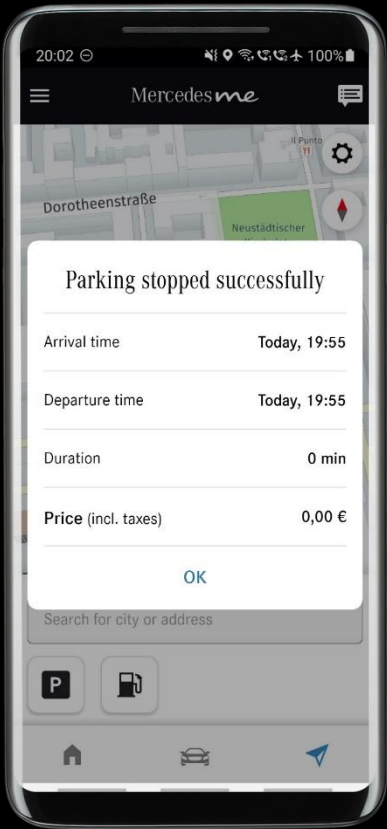 20:02 100%
Mercedes me
Il Punto
Dorotheenstraße
Neustädtischer
Parking stopped successfully
Arrival time Today, 19:55
Departure time Today, 19:55
Duration 0 min
Price (incl. taxes) 0,00 €
OK
Search for city or address
P